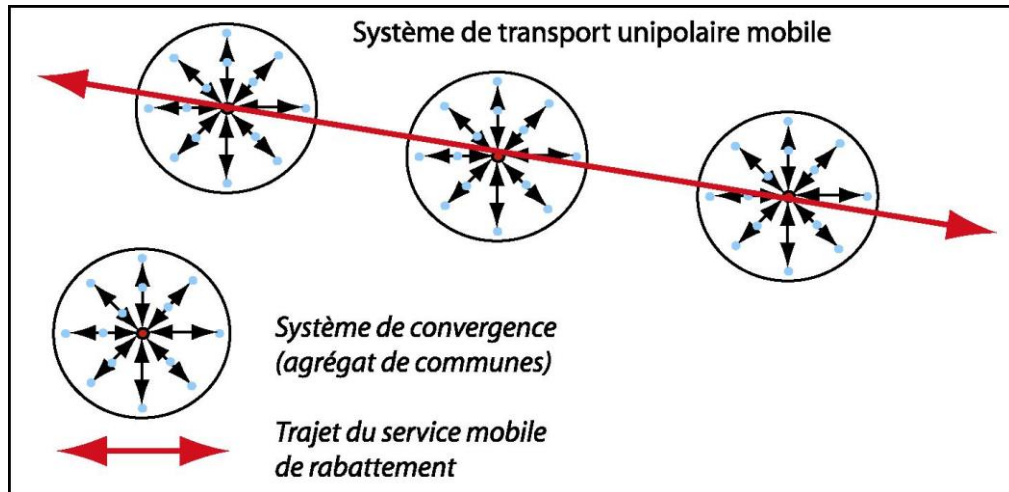 Système de transport unipolaire mobile
Système de convergence
(agrégat de communes)
Trajet du service mobile
de rabattement